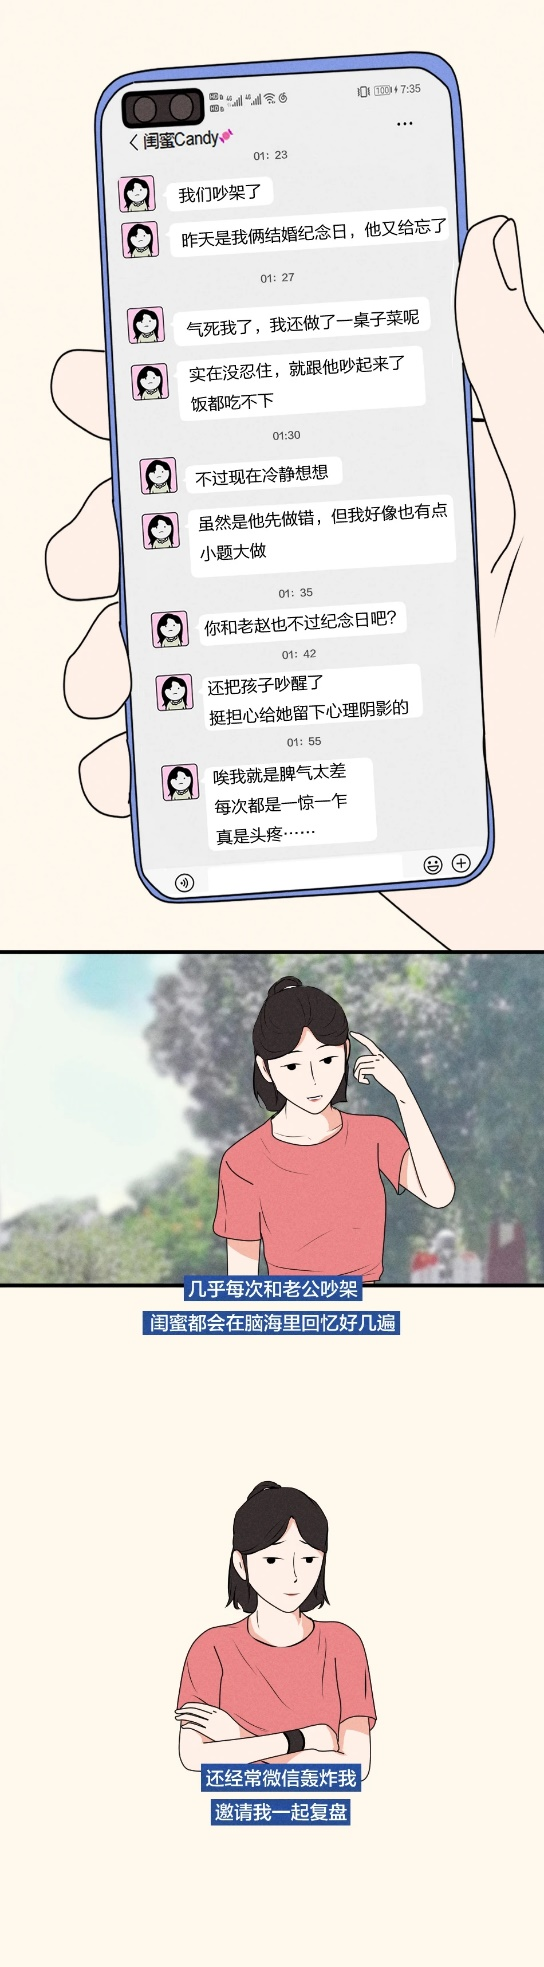 7:35
100
闺蜜Candy
01: 23
我们吵架了
昨天是我俩结婚纪念日，他又给忘了
01: 27
气死我了，我还做了一桌子菜呢
实在没忍住，就跟他吵起来了
饭都吃不下
01:30
不过现在冷静想想
虽然是他先做错，但我好像也有点
小题大做
01: 35
你和老赵也不过纪念日吧？
01: 42
还把孩子吵醒了
挺担心给她留下心理阴影的
01: 55
唉我就是脾气太差
每次都是一惊一乍
真是头疼……
几乎每次和老公吵架
闺蜜都会在脑海里回忆好几遍
还经常微信轰炸我
邀请我一起复盘